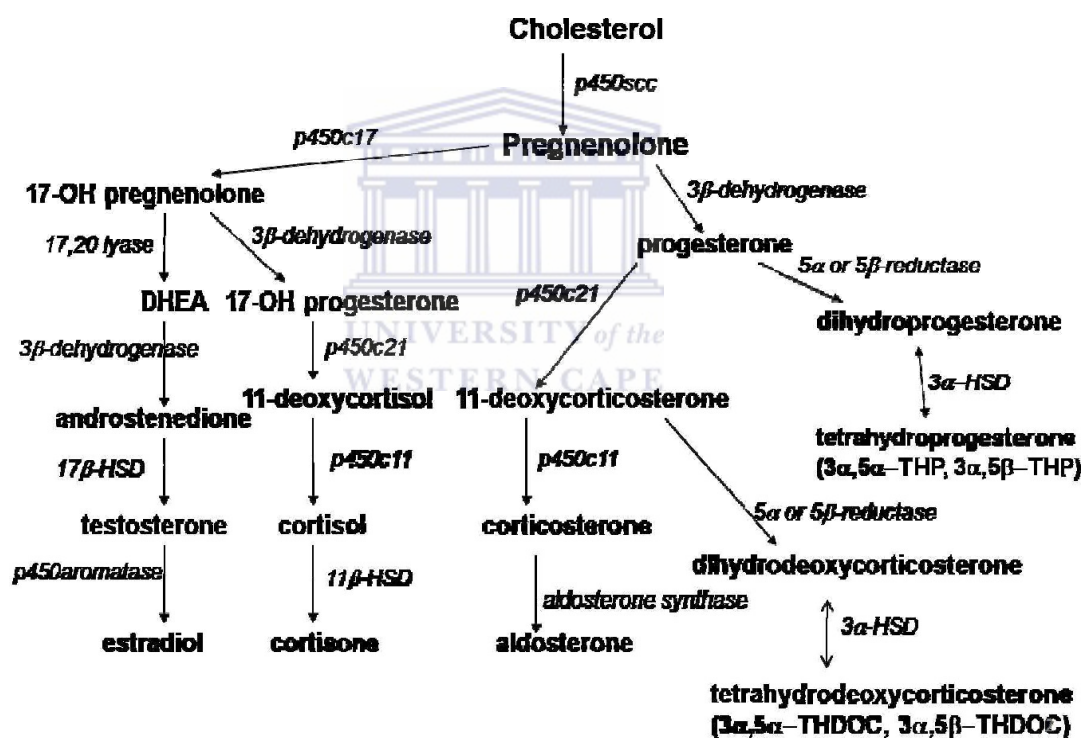 Cholesterol
p450scc
p450c17
Pregnenolone
3β-dehydrogenase
17-OH pregnenolone
17,20 lyase
3β-dehydrogenase
progesterone
5α or 5β-reductase
p450c21
DHEA 17-OH progesterone
dihydroprogesterone
UNIVERSITY of the
3β-dehydrogenase
p450c21
WESTERN CAPE
3α–HSD
11-deoxycortisol 11-deoxycorticosterone
androstenedione
tetrahydroprogesterone
(3α,5α–THP, 3α,5β–THP)
17β-HSD
p450c11
p450c11
testosterone
cortisol
corticosterone
5α or 5β-reductase
p450aromatase
11β-HSD
dihydrodeoxycorticosterone
aldosterone synthase
estradiol
cortisone
aldosterone
3α-HSD
tetrahydrodeoxycorticosterone
(3α,5α–THDOC, 3α,5β–THDOC)